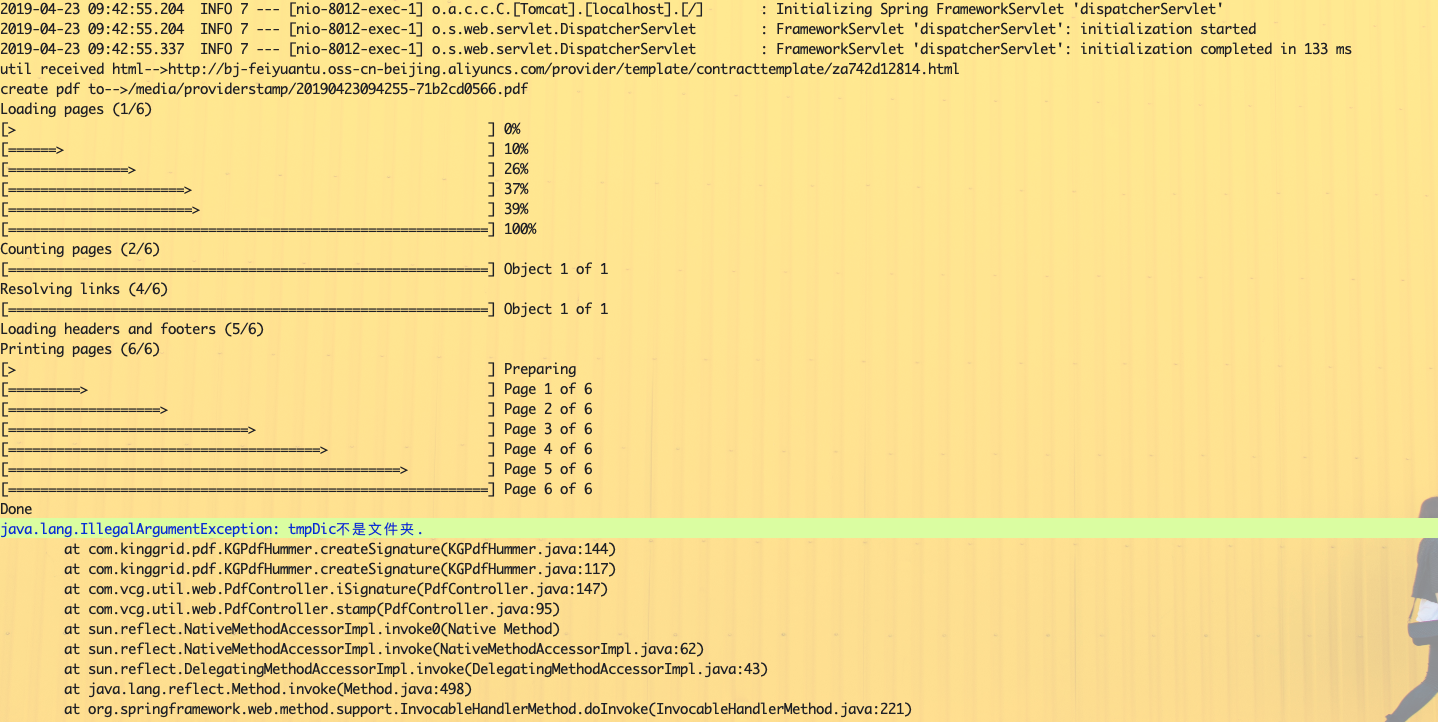 2019-04-23 09:42:55.204  INFO 7 --- [nio-8012-exec-1] o.a.c.c.C.[Tomcat].[localhost].[/]       : Initializing Spring FrameworkServlet 'dispatcherServlet'
2019-04-23 09:42:55.204  INFO 7 --- [nio-8012-exec-1] o.s.web.servlet.DispatcherServlet        : FrameworkServlet 'dispatcherServlet': initialization started
2019-04-23 09:42:55.337  INFO 7 --- [nio-8012-exec-1] o.s.web.servlet.DispatcherServlet        : FrameworkServlet 'dispatcherServlet': initialization completed in 133 ms
util received html-->http://bj-feiyuantu.oss-cn-beijing.aliyuncs.com/provider/template/contracttemplate/za742d12814.html
create pdf to-->/media/providerstamp/20190423094255-71b2cd0566.pdf
Loading pages (1/6)
[>                                                           ] 0%
[======>                                                     ] 10%
[===============>                                            ] 26%
[======================>                                     ] 37%
[=======================>                                    ] 39%
[============================================================] 100%
Counting pages (2/6)
[============================================================] Object 1 of 1
Resolving links (4/6)
[============================================================] Object 1 of 1
Loading headers and footers (5/6)
Printing pages (6/6)
[>                                                           ] Preparing
[=========>                                                  ] Page 1 of 6
[===================>                                        ] Page 2 of 6
[==============================>                             ] Page 3 of 6
[=======================================>                    ] Page 4 of 6
[=================================================>          ] Page 5 of 6
[============================================================] Page 6 of 6
Done
java.lang.IllegalArgumentException: tmpDic不是文件夹.
        at com.kinggrid.pdf.KGPdfHummer.createSignature(KGPdfHummer.java:144)
        at com.kinggrid.pdf.KGPdfHummer.createSignature(KGPdfHummer.java:117)
        at com.vcg.util.web.PdfController.iSignature(PdfController.java:147)
        at com.vcg.util.web.PdfController.stamp(PdfController.java:95)
        at sun.reflect.NativeMethodAccessorImpl.invoke0(Native Method)
        at sun.reflect.NativeMethodAccessorImpl.invoke(NativeMethodAccessorImpl.java:62)
        at sun.reflect.DelegatingMethodAccessorImpl.invoke(DelegatingMethodAccessorImpl.java:43)
        at java.lang.reflect.Method.invoke(Method.java:498)
        at org.springframework.web.method.support.InvocableHandlerMethod.doInvoke(InvocableHandlerMethod.java:221)